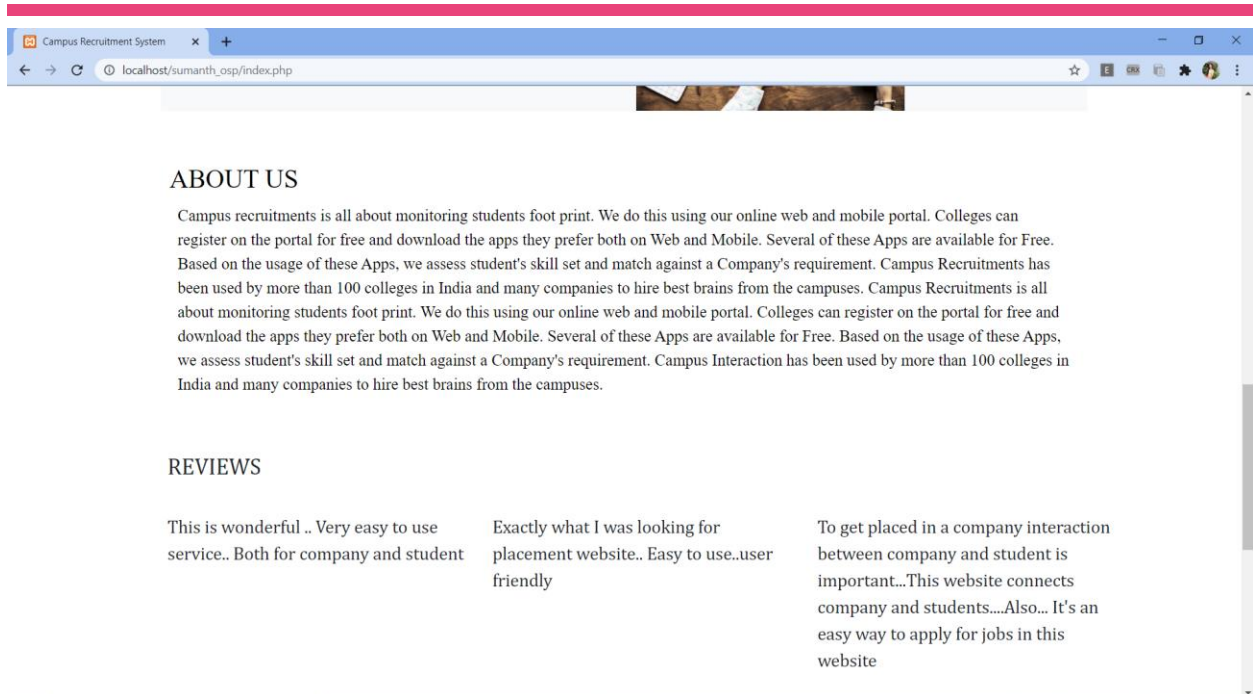 Campus Recruitment System
localhost/sumanth_osp/index.php
E
CRX
ABOUT US
Campus recruitments is all about monitoring students foot print. We do this using our online web and mobile portal. Colleges can
register on the portal for free and download the apps they prefer both on Web and Mobile. Several of these Apps are available for Free.
Based on the usage of these Apps, we assess student's skill set and match against a Company's requirement. Campus Recruitments has
been used by more than 100 colleges in India and many companies to hire best brains from the campuses. Campus Recruitments is all
about monitoring students foot print. We do this using our online web and mobile portal. Colleges can register on the portal for free and
download the apps they prefer both on Web and Mobile. Several of these Apps are available for Free. Based on the usage of these Apps,
we assess student's skill set and match against a Company's requirement. Campus Interaction has been used by more than 100 colleges in
India and many companies to hire best brains from the campuses.
REVIEWS
This is wonderful .. Very easy to use
service.. Both for company and student
Exactly what I was looking for
placement website.. Easy to use..user
friendly
To get placed in a company interaction
between company and student is
important...This website connects
company and students....Also... It's an
easy way to apply for jobs in this
website